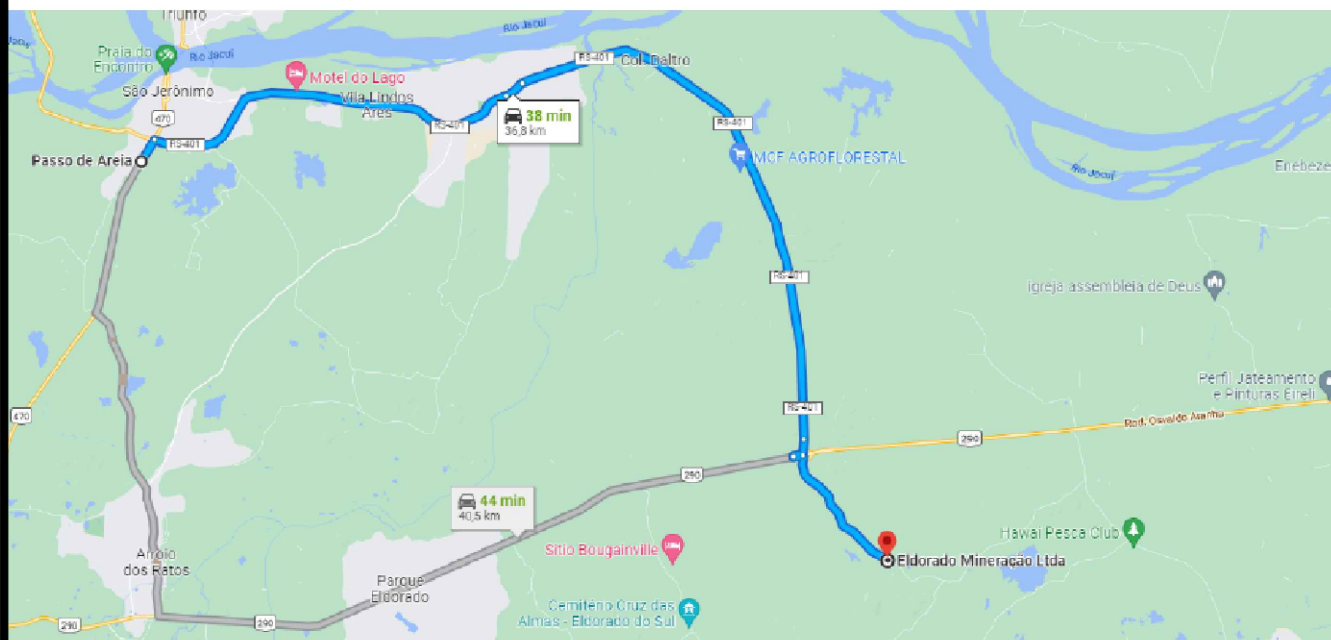 Triunfo
Rio Jacuí
Praia do
Encontro
Rio Jacuí
RS-401
Col. Daltro
Motel do Lago
São Jerônimo
Vila Lindos
Ares
470
38 min
36,8 km
RS-401
RS-401
RS-401
Passo de Areia
MCF AGROFLORESTAL
Rio Jacuí
Enebeze
RS-401
igreja assembleia de Deus
Perfil Jateamento
e Pinturas Eireli
470
RS-401
Rod. Osvaldo Aranha
290
290
44 min
40,5 km
Hawai Pesca Club
Arroio
dos Ratos
Sítio Bougainville
Eldorado Mineração Ltda
Parque
Eldorado
Cemitério Cruz das
Almas - Eldorado do Sul
290
290